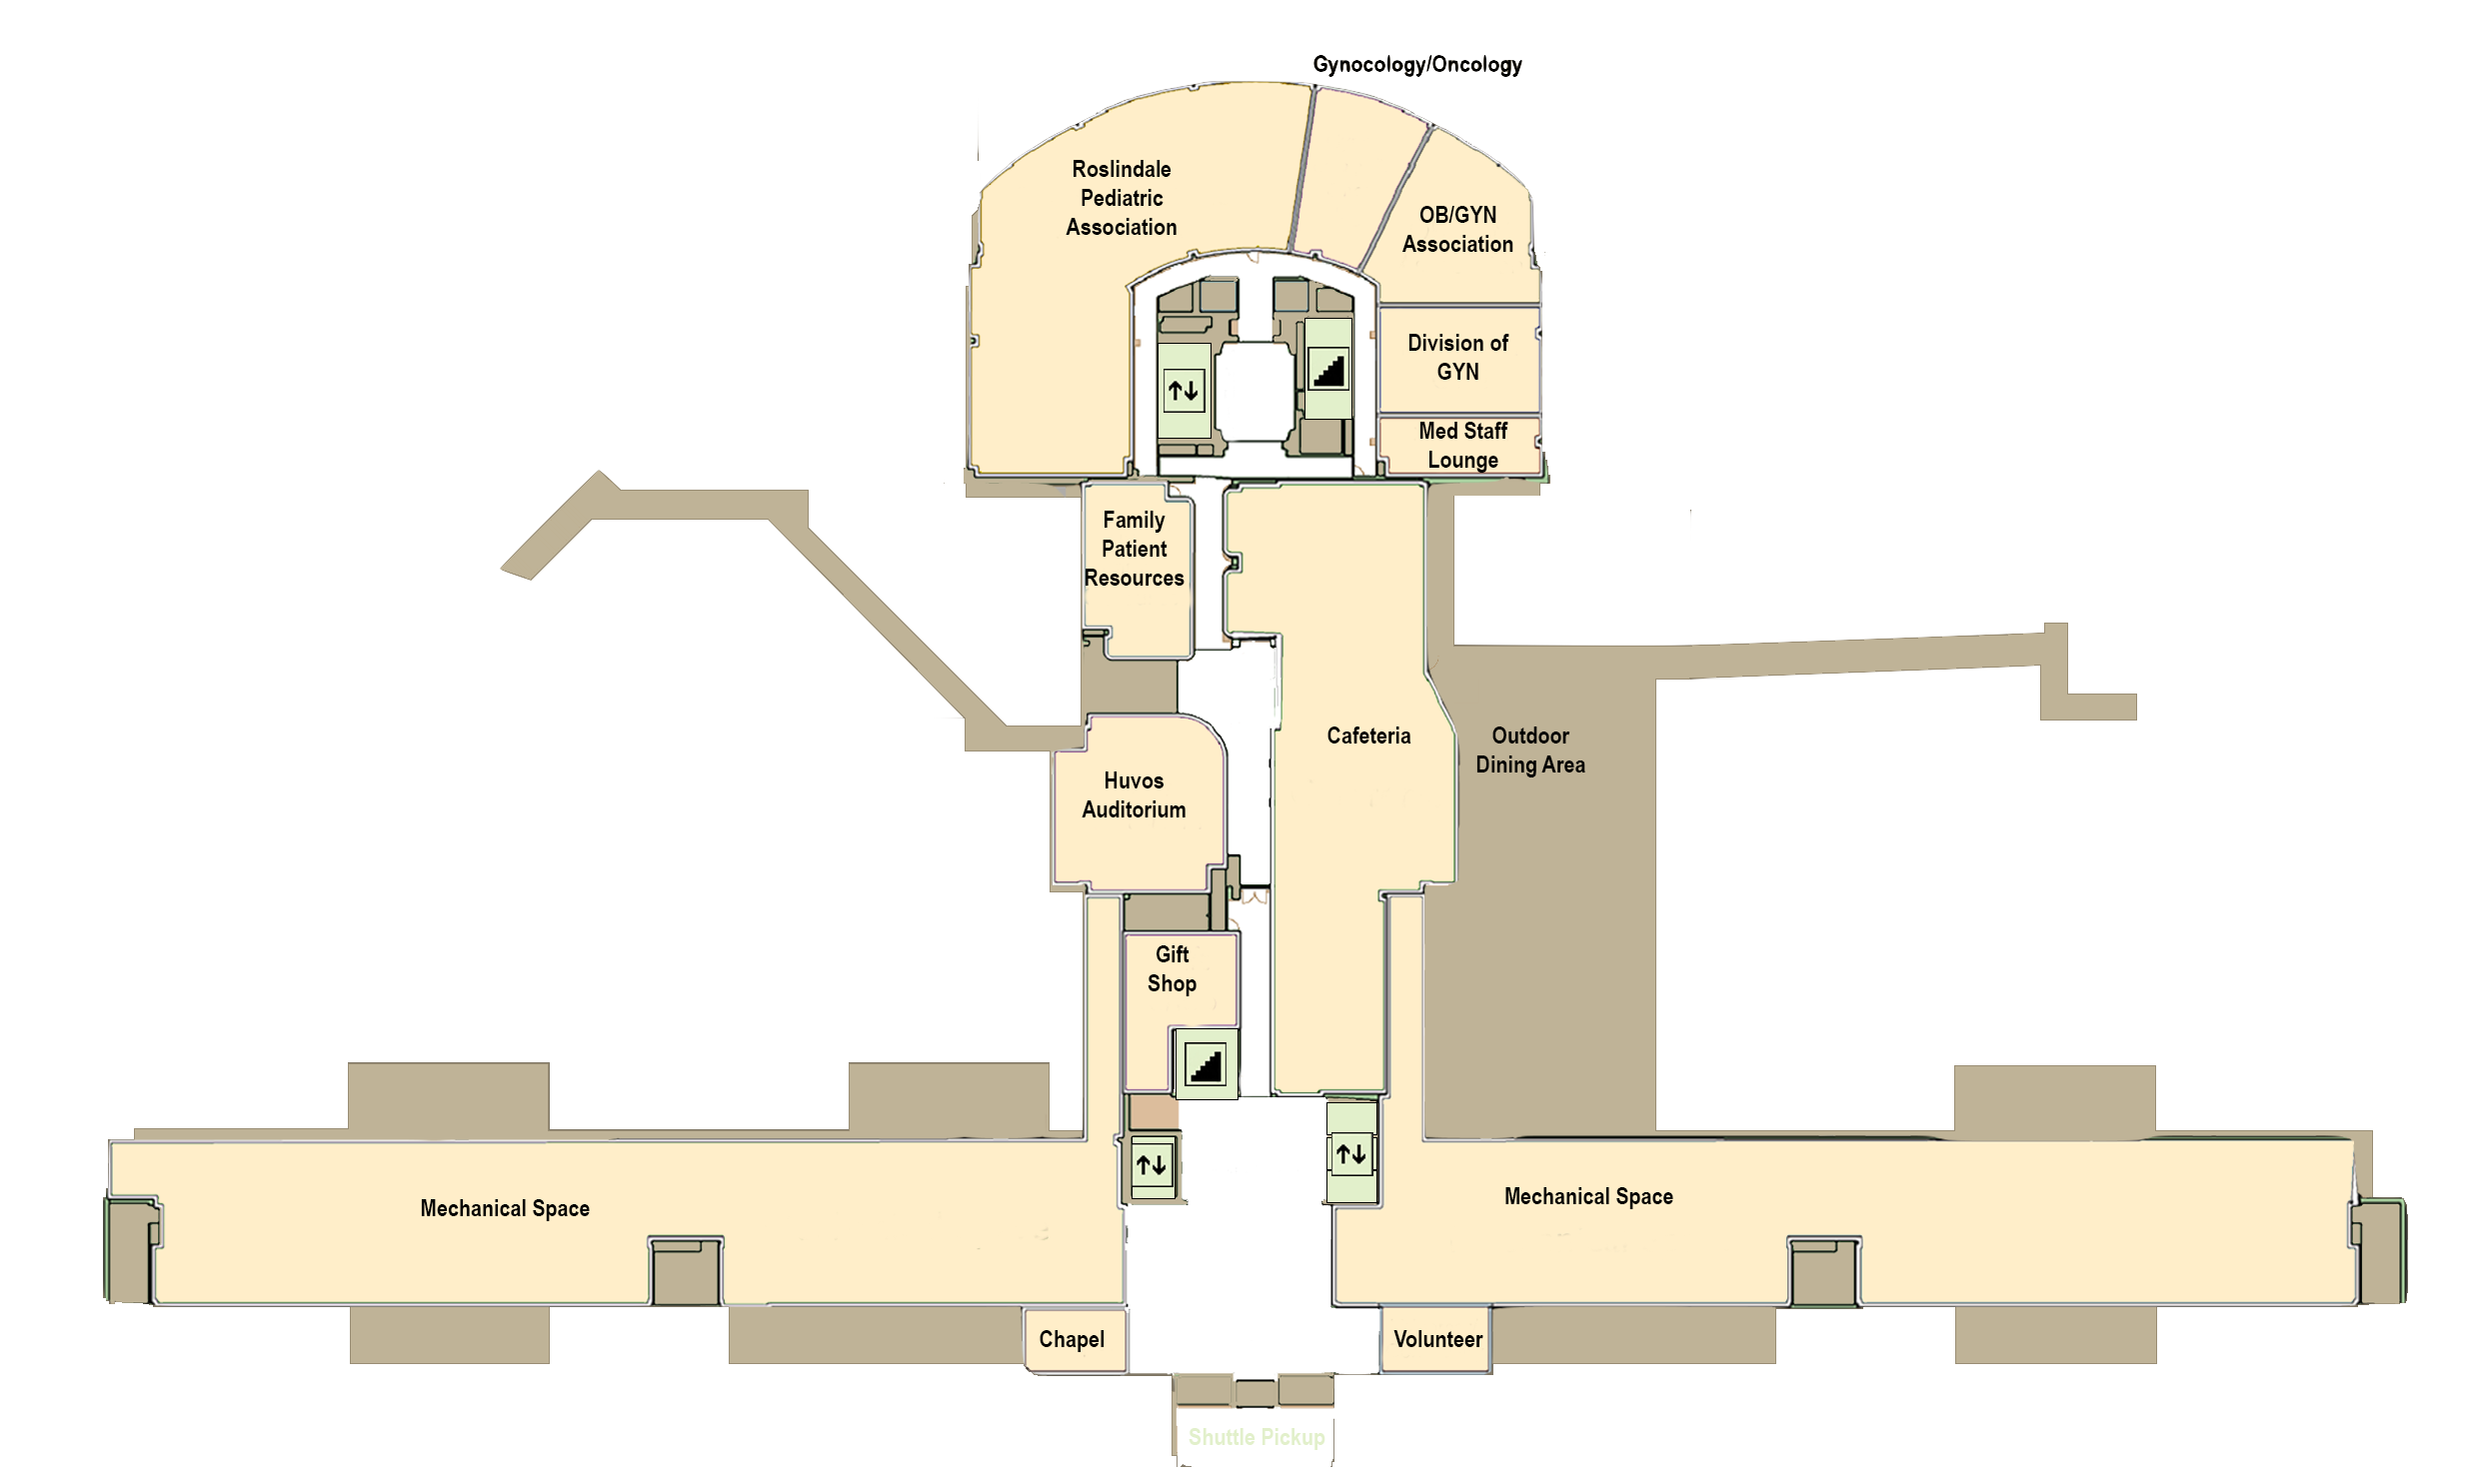 Gynocology/Oncology
Roslindale
Pediatric
Association
OB/GYN
Association
Division of
GYN
Med Staff
Lounge
Family
Patient
Resources
Cafeteria
Outdoor
Dining Area
Huvos
Auditorium
Gift
Shop
Mechanical Space
Mechanical Space
Chapel
Volunteer
Shuttle Pickup